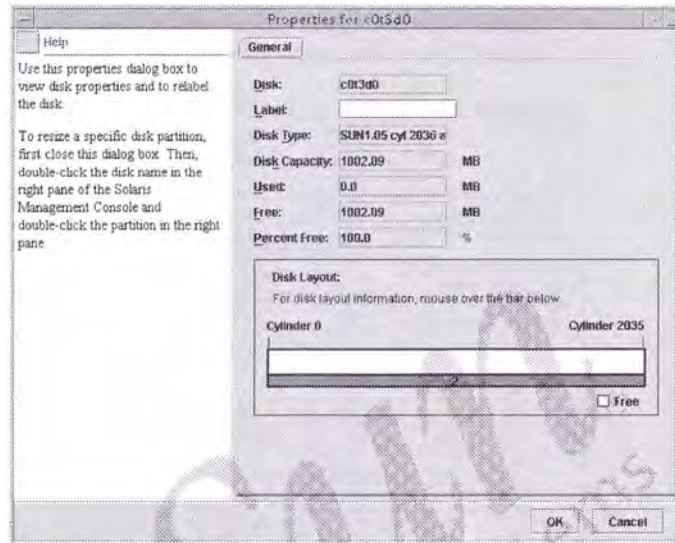 Properties for c0t3d0
Help
Use this properties dialog box to
view disk properties and to relabel
the disk.
To resize a specific disk partition,
first close this dialog box. Then,
double-click the disk name in the
right pane of the Solaris
Management Console and
double-click the partition in the right
pane.
General
Disk: c0t3d0
Label:
Disk Type: SUN1.05 cyl 2036 a
Disk Capacity: 1002.09 MB
Used: 0.0 MB
Free: 1002.09 MB
Percent Free: 100.0 %
Disk Layout:
For disk layout information, mouse over the bar below.
Cylinder 0 Cylinder 2035
2
Free
OK Cancel